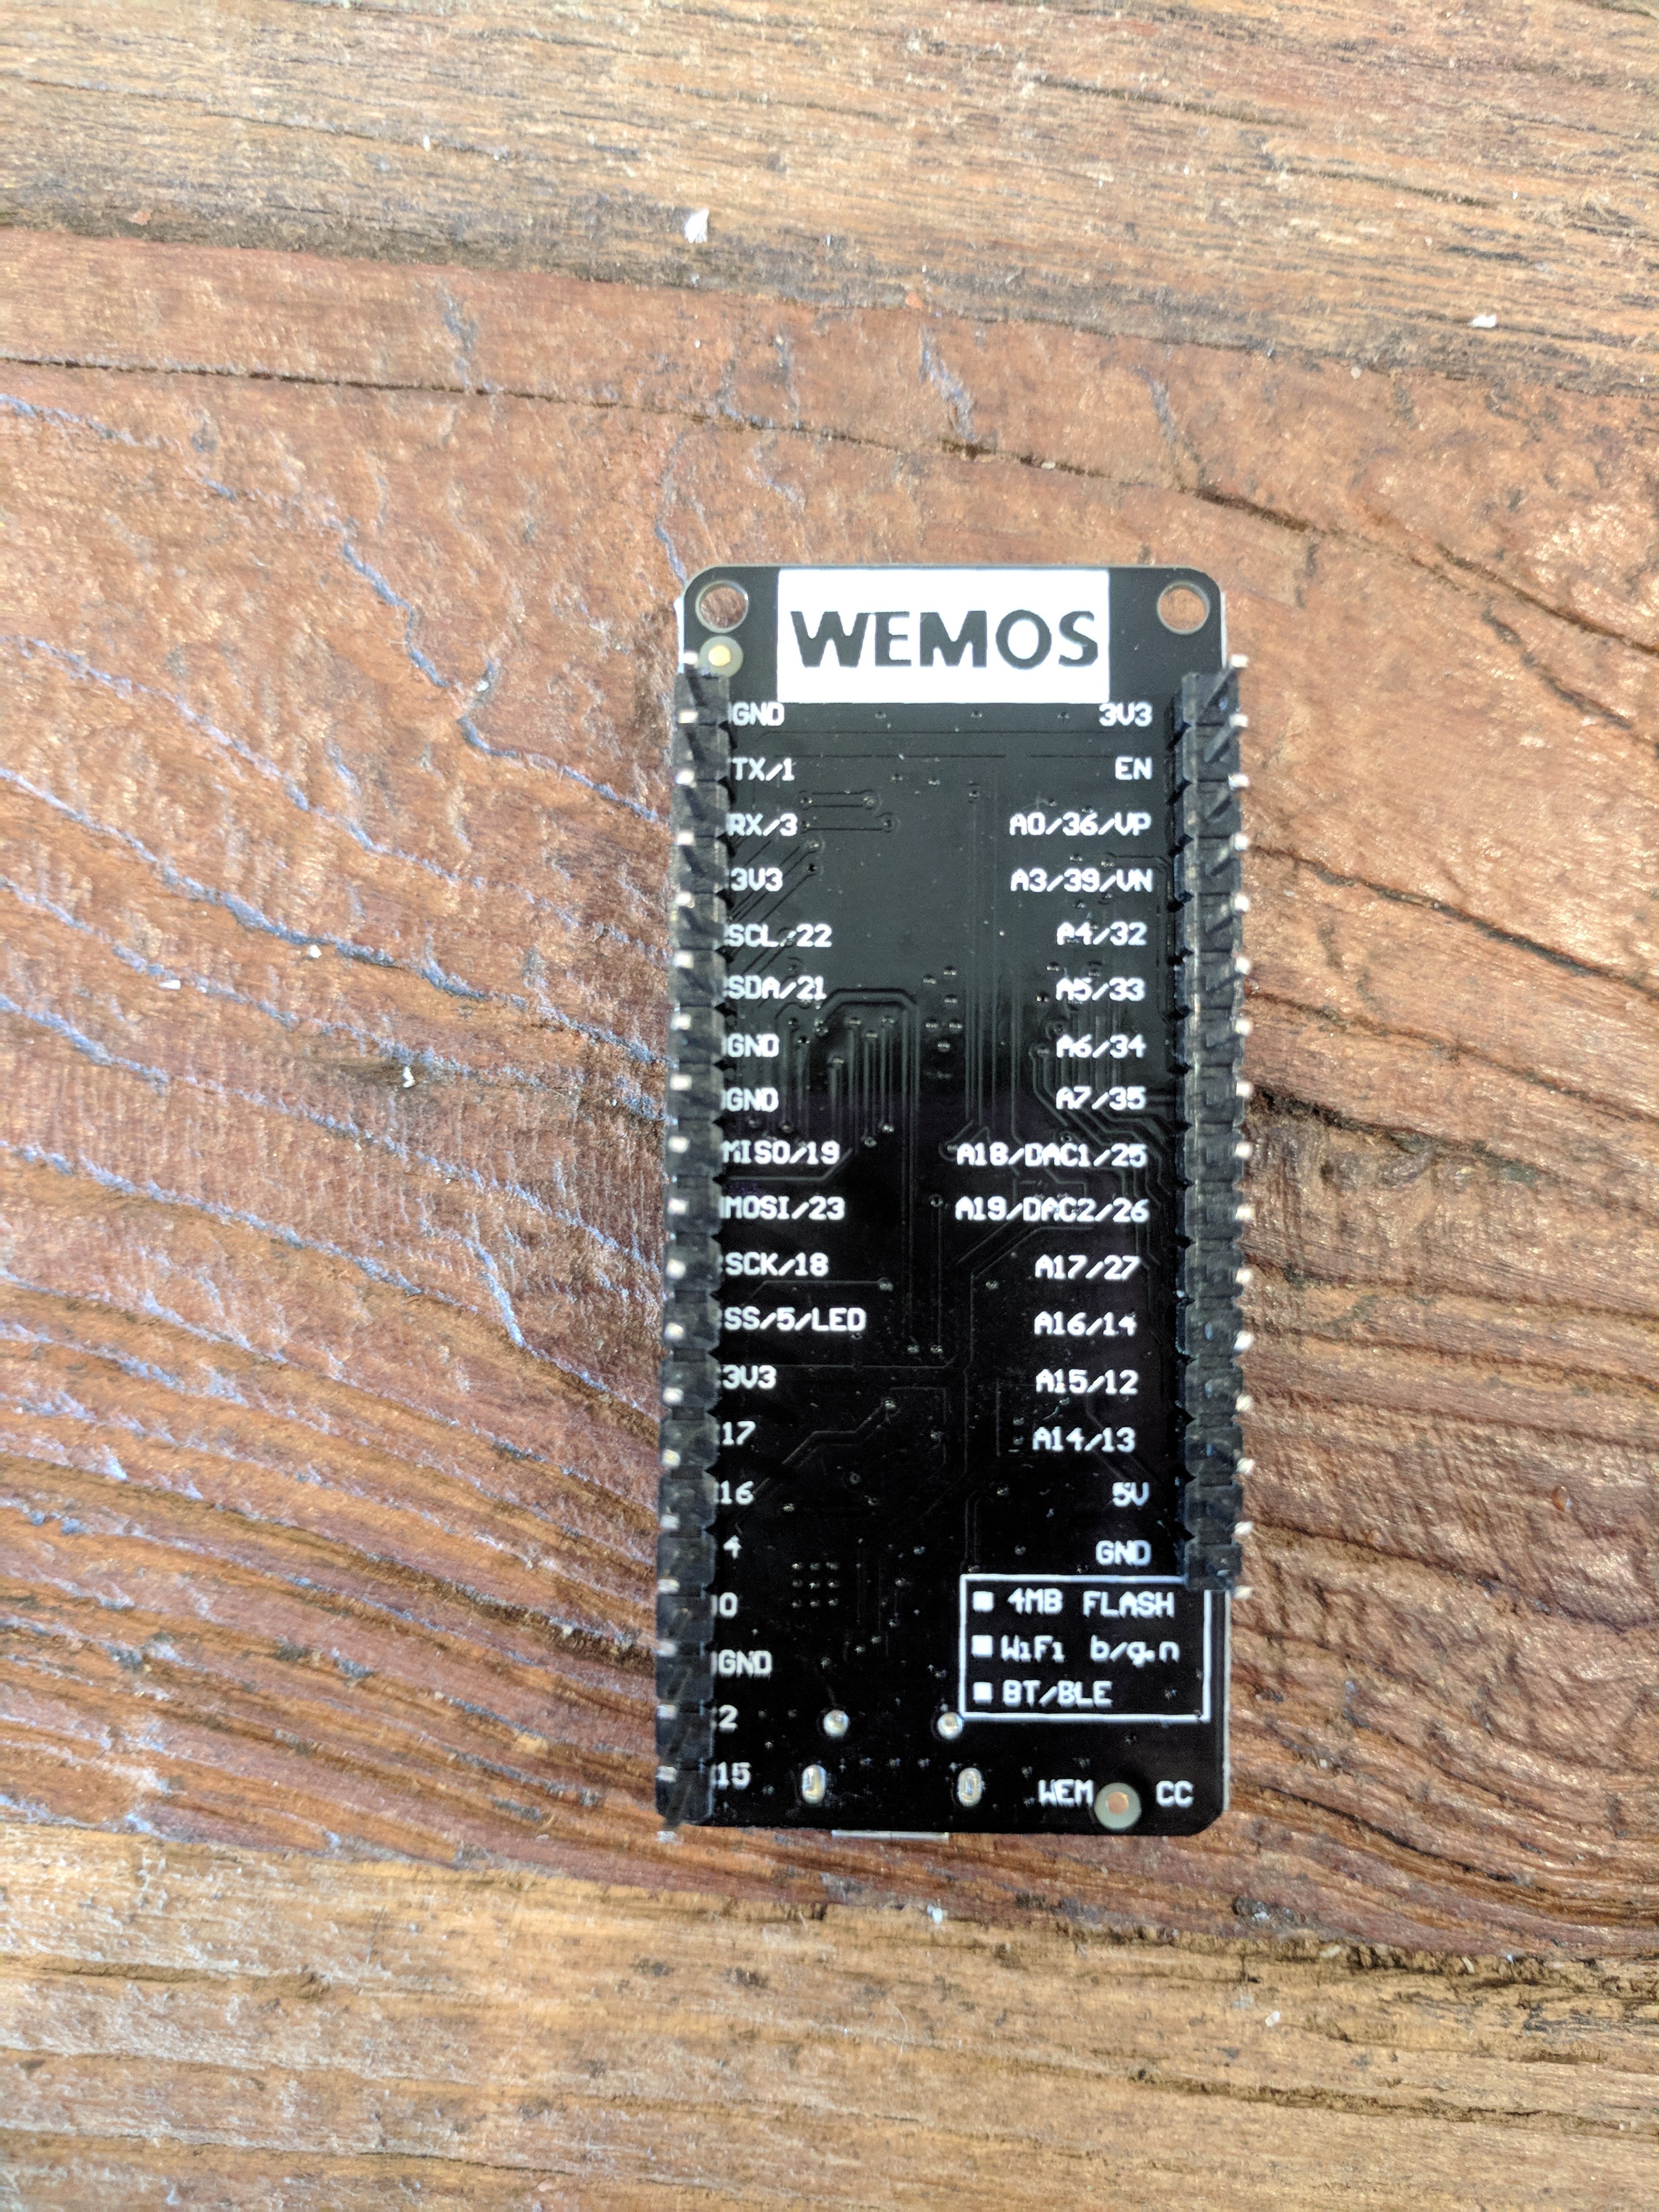 WEMOS
GND 3V3
TX/1 EN
RX/3 A0/36/VP
3V3 A3/39/VN
SCL/22 A4/32
SDA/21 A5/33
GND A6/34
GND A7/35
MISO/19 A18/DAC1/25
MOSI/23 A19/DAC2/26
SCK/18 A17/27
SS/5/LED A16/14
3V3 A15/12
17 A14/13
16 5V
4 GND
0 4MB FLASH
WiFi b/g.n
GND BT/BLE
2
15 WEM CC